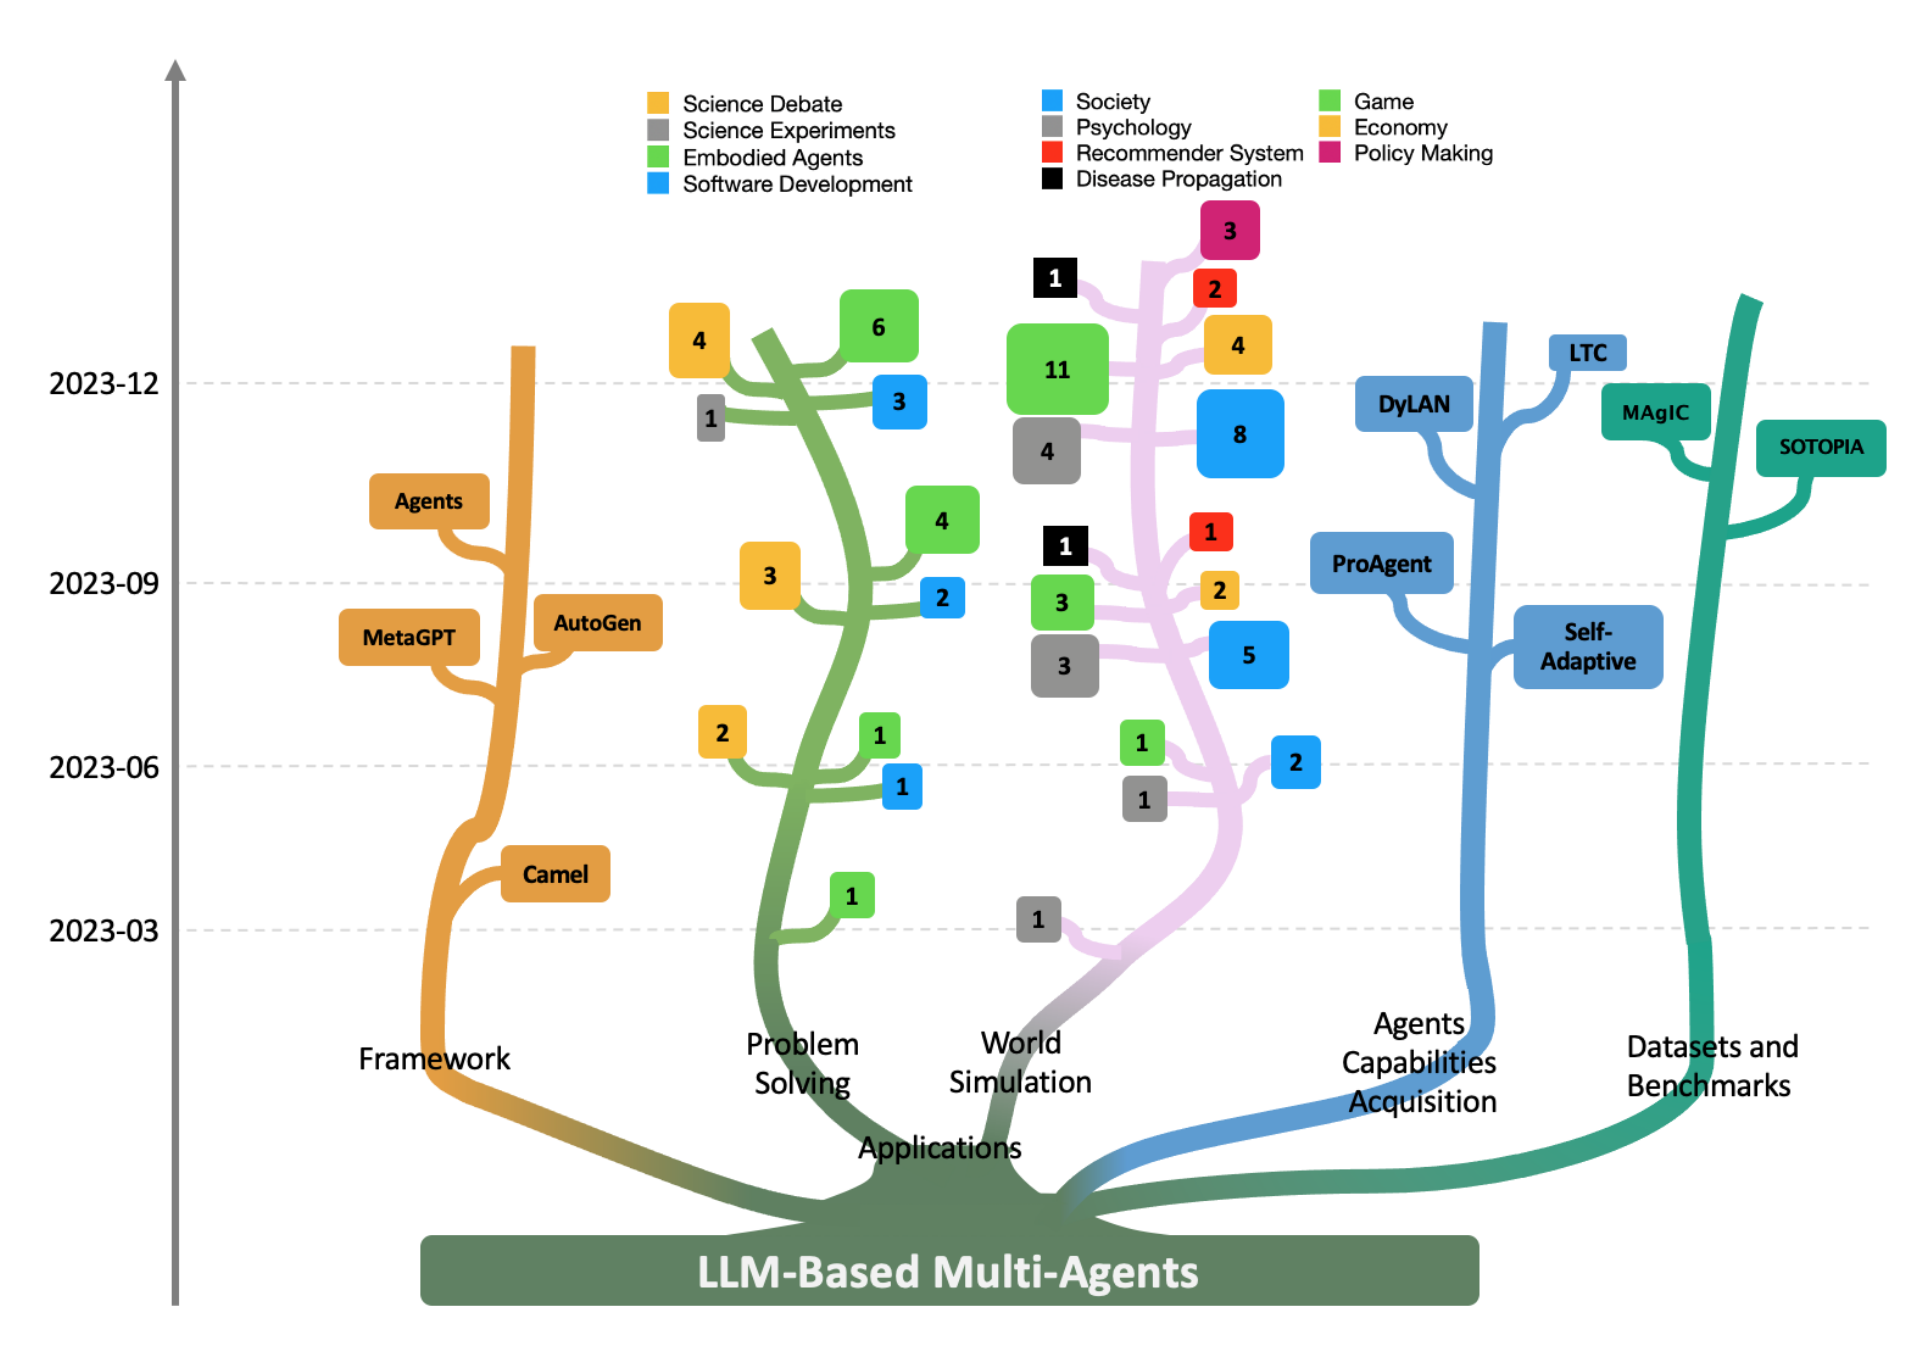 Science Debate
Science Experiments
Embodied Agents
Software Development
Society
Psychology
Recommender System
Disease Propagation
Game
Economy
Policy Making
2023-12
2023-09
2023-06
2023-03
Agents
MetaGPT
AutoGen
Camel
Framework
4
6
3
1
4
3
2
2
1
1
1
Problem
Solving
3
1
2
4
11
8
4
1
1
3
2
3
5
1
2
1
1
World
Simulation
Applications
LTC
DyLAN
ProAgent
Self-
Adaptive
Agents
Capabilities
Acquisition
MAgIC
SOTOPIA
Datasets and
Benchmarks
LLM-Based Multi-Agents